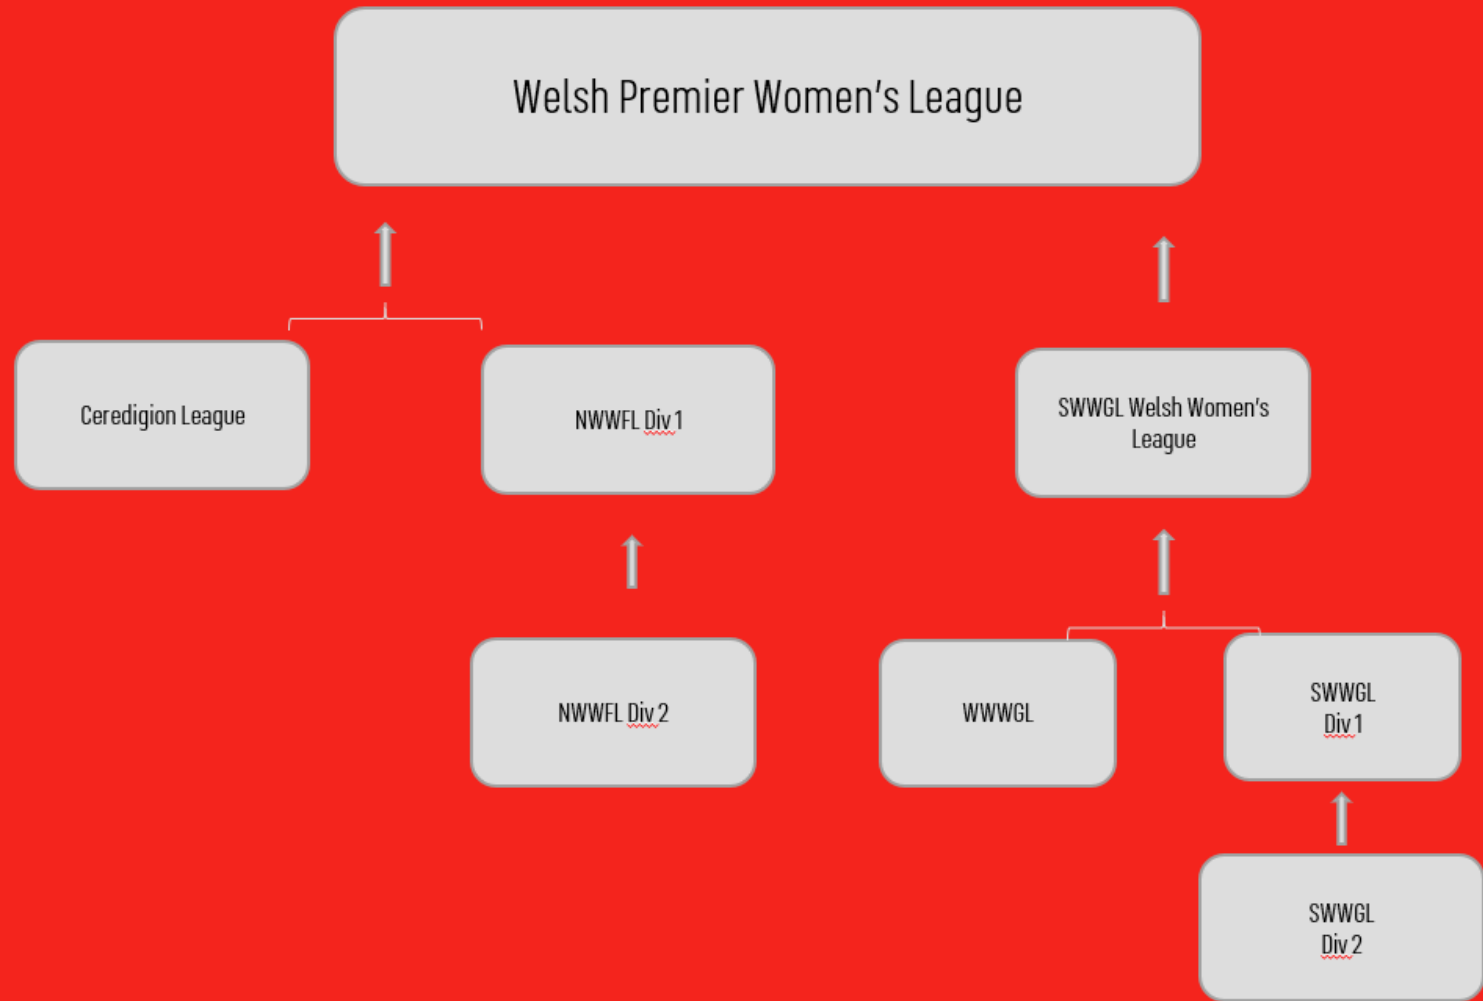 Welsh Premier Women's League
Ceredigion League
NWWFL Div 1
SWWGL Welsh Women's
League
NWWFL Div 2
WWWGL
SWWGL
Div 1
SWWGL
Div 2